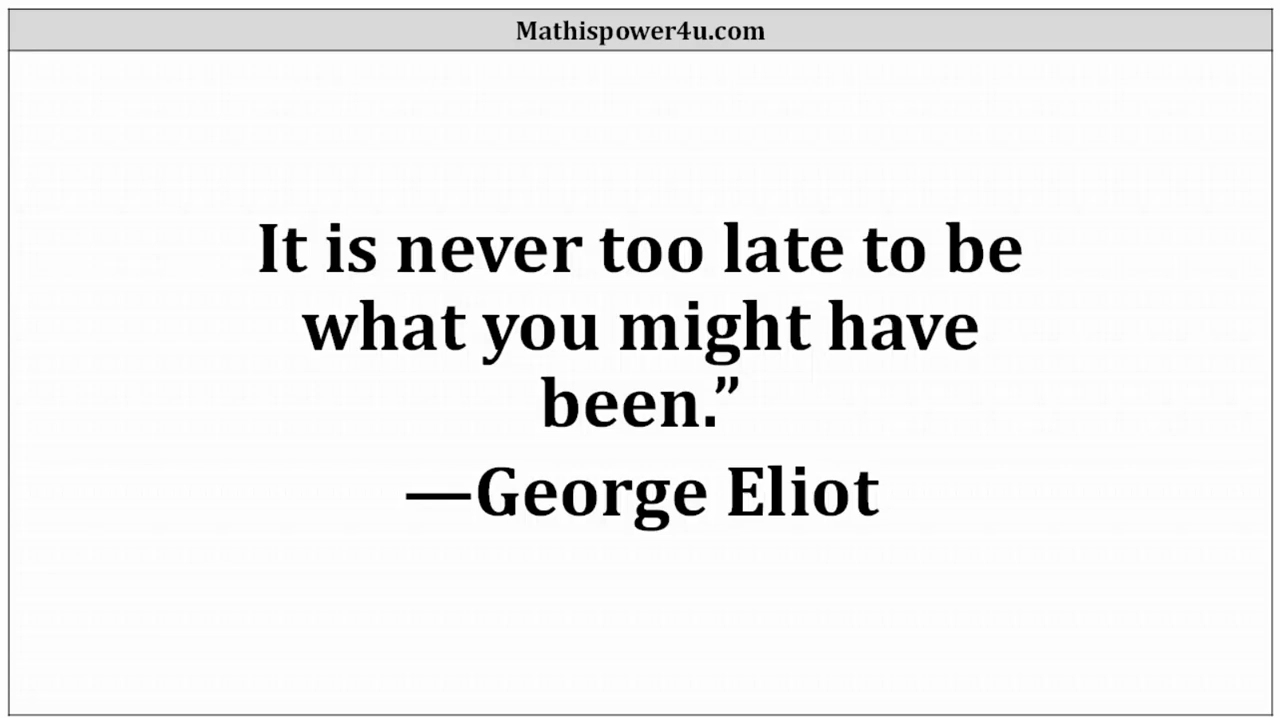 Mathispower4u.com
It is never too late to be
what you might have
been.”
—George Eliot